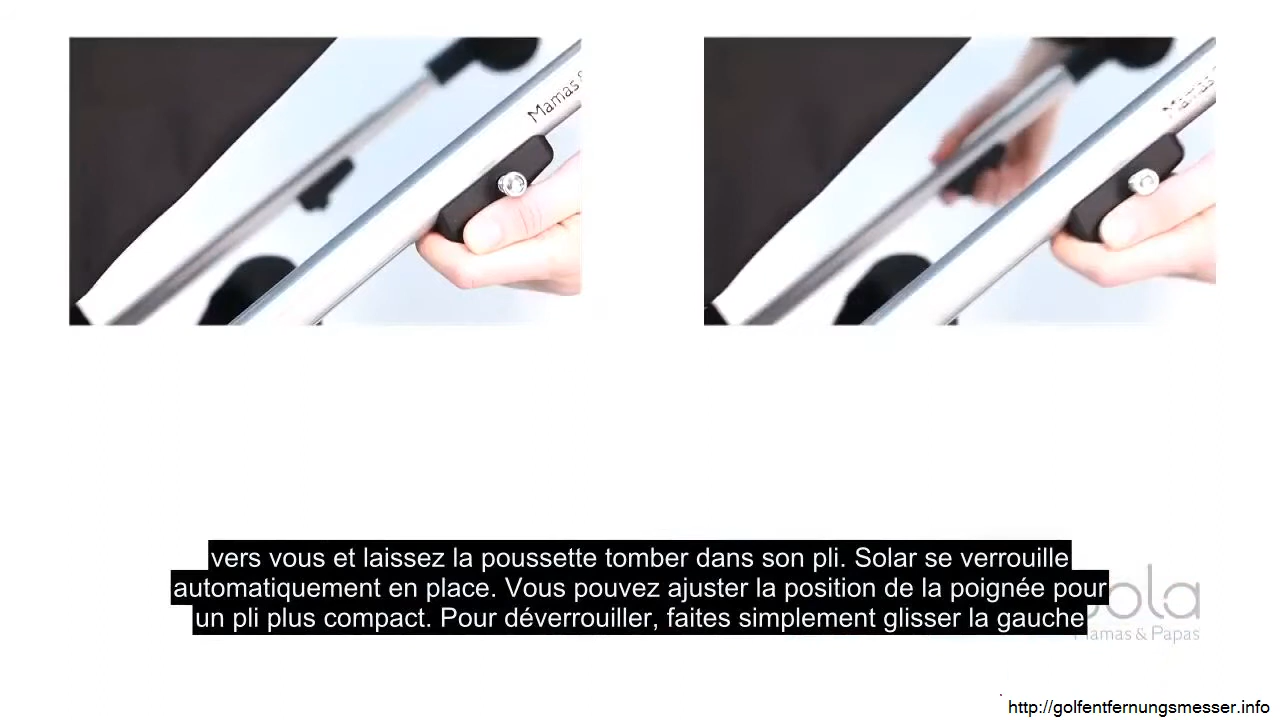 Mamas &
Mamas
vers vous et laissez la poussette tomber dans son pli. Solar se verrouille
automatiquement en place. Vous pouvez ajuster la position de la poignée pour
un pli plus compact. Pour déverrouiller, faites simplement glisser la gauche
Mamas & Papas
http://golfentfernungsmesser.info